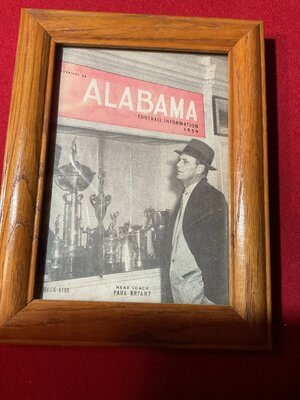 ALABAMA
FOOTBALL INFORMATION
1959
HEAD COACH
PAUL BRYANT